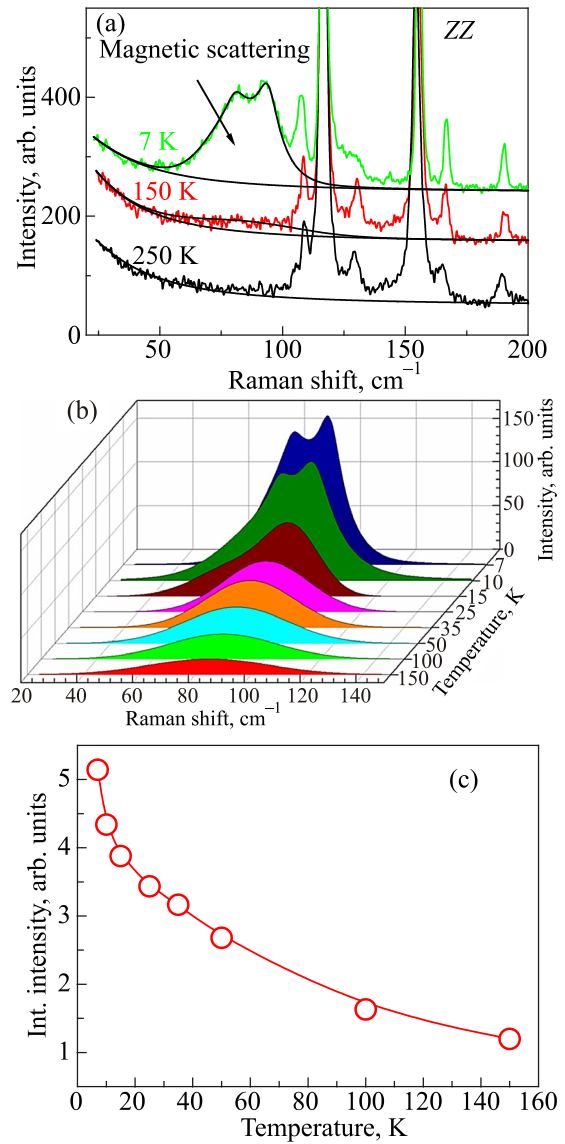 (a)
ZZ
Magnetic scattering
Intensity, arb. units
400
200
0
7 K
150 K
250 K
50
100
150
200
Raman shift, cm⁻¹
(b)
150
100
50
0
Intensity, arb. units
7
10
15
25
35
50
100
150
Temperature, K
20
40
60
80
100
120
140
Raman shift, cm⁻¹
(c)
Int. intensity, arb. units
5
4
3
2
1
0
20
40
60
80
100
120
140
160
Temperature, K